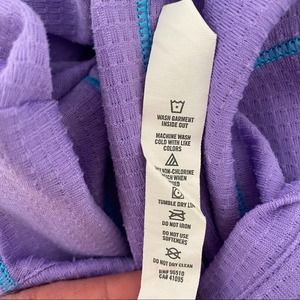 WASH GARMENT
INSIDE OUT
MACHINE WASH
COLD WITH LIKE
COLORS
NON-CHLORINE
WHEN
TUMBLE DRY
DO NOT IRON
DO NOT USE
SOFTENERS
DO NOT DRY CLEAN
RN# 96510
CA# 41095